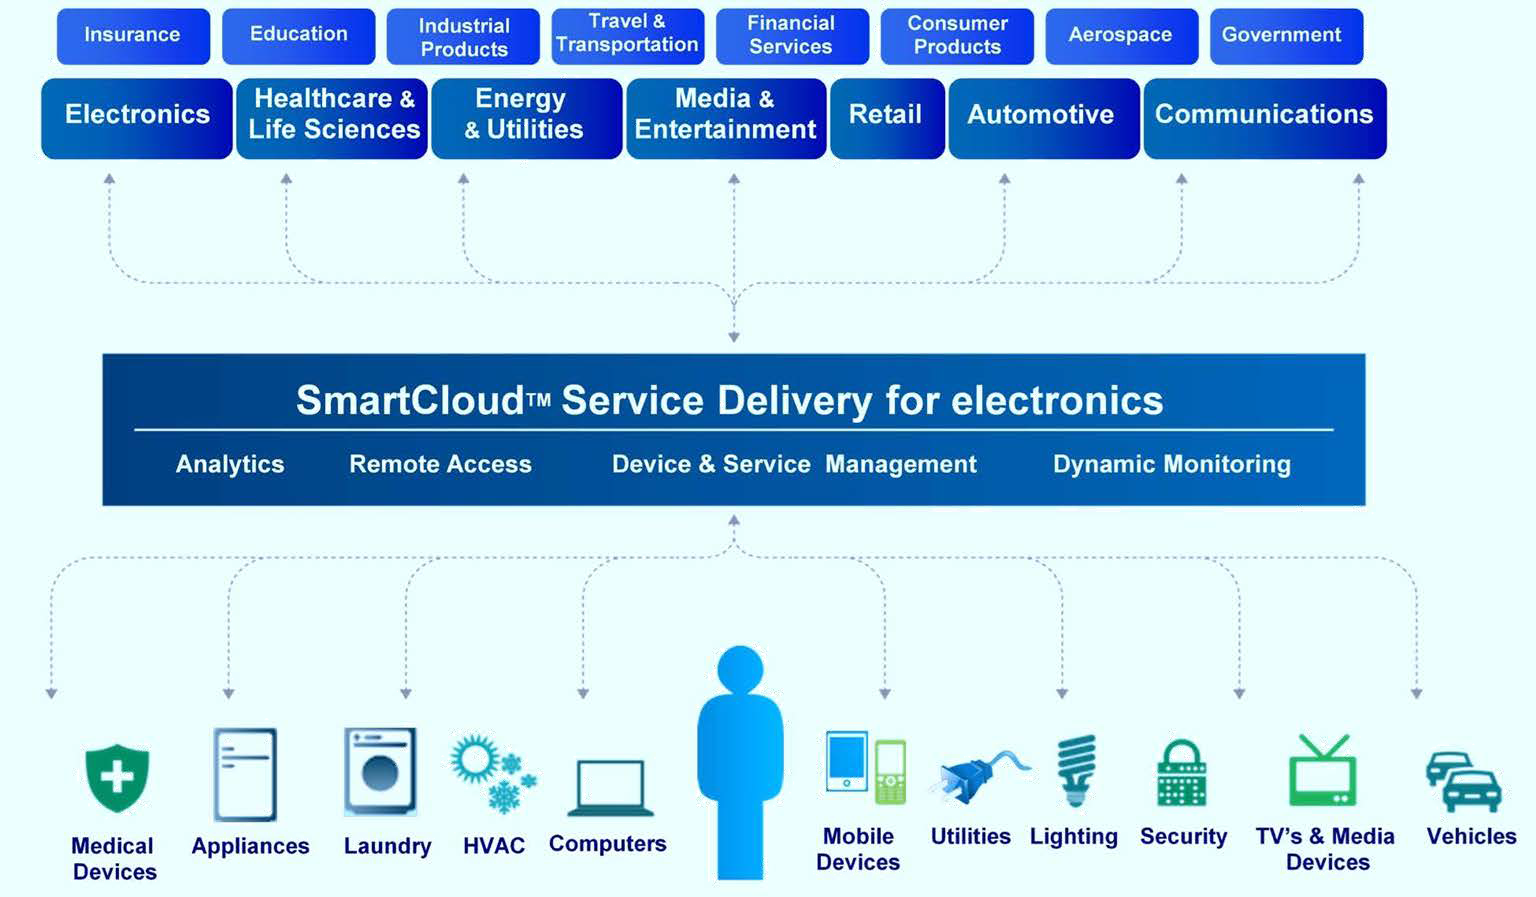 Insurance
Education
Industrial
Products
Travel &
Transportation
Financial
Services
Consumer
Products
Aerospace
Government
Electronics
Healthcare &
Life Sciences
Energy
& Utilities
Media &
Entertainment
Retail
Automotive
Communications
SmartCloud™ Service Delivery for electronics
Analytics
Remote Access
Device & Service Management
Dynamic Monitoring
Medical
Devices
Appliances
Laundry
HVAC
Computers
Mobile
Devices
Utilities
Lighting
Security
TV's & Media
Devices
Vehicles